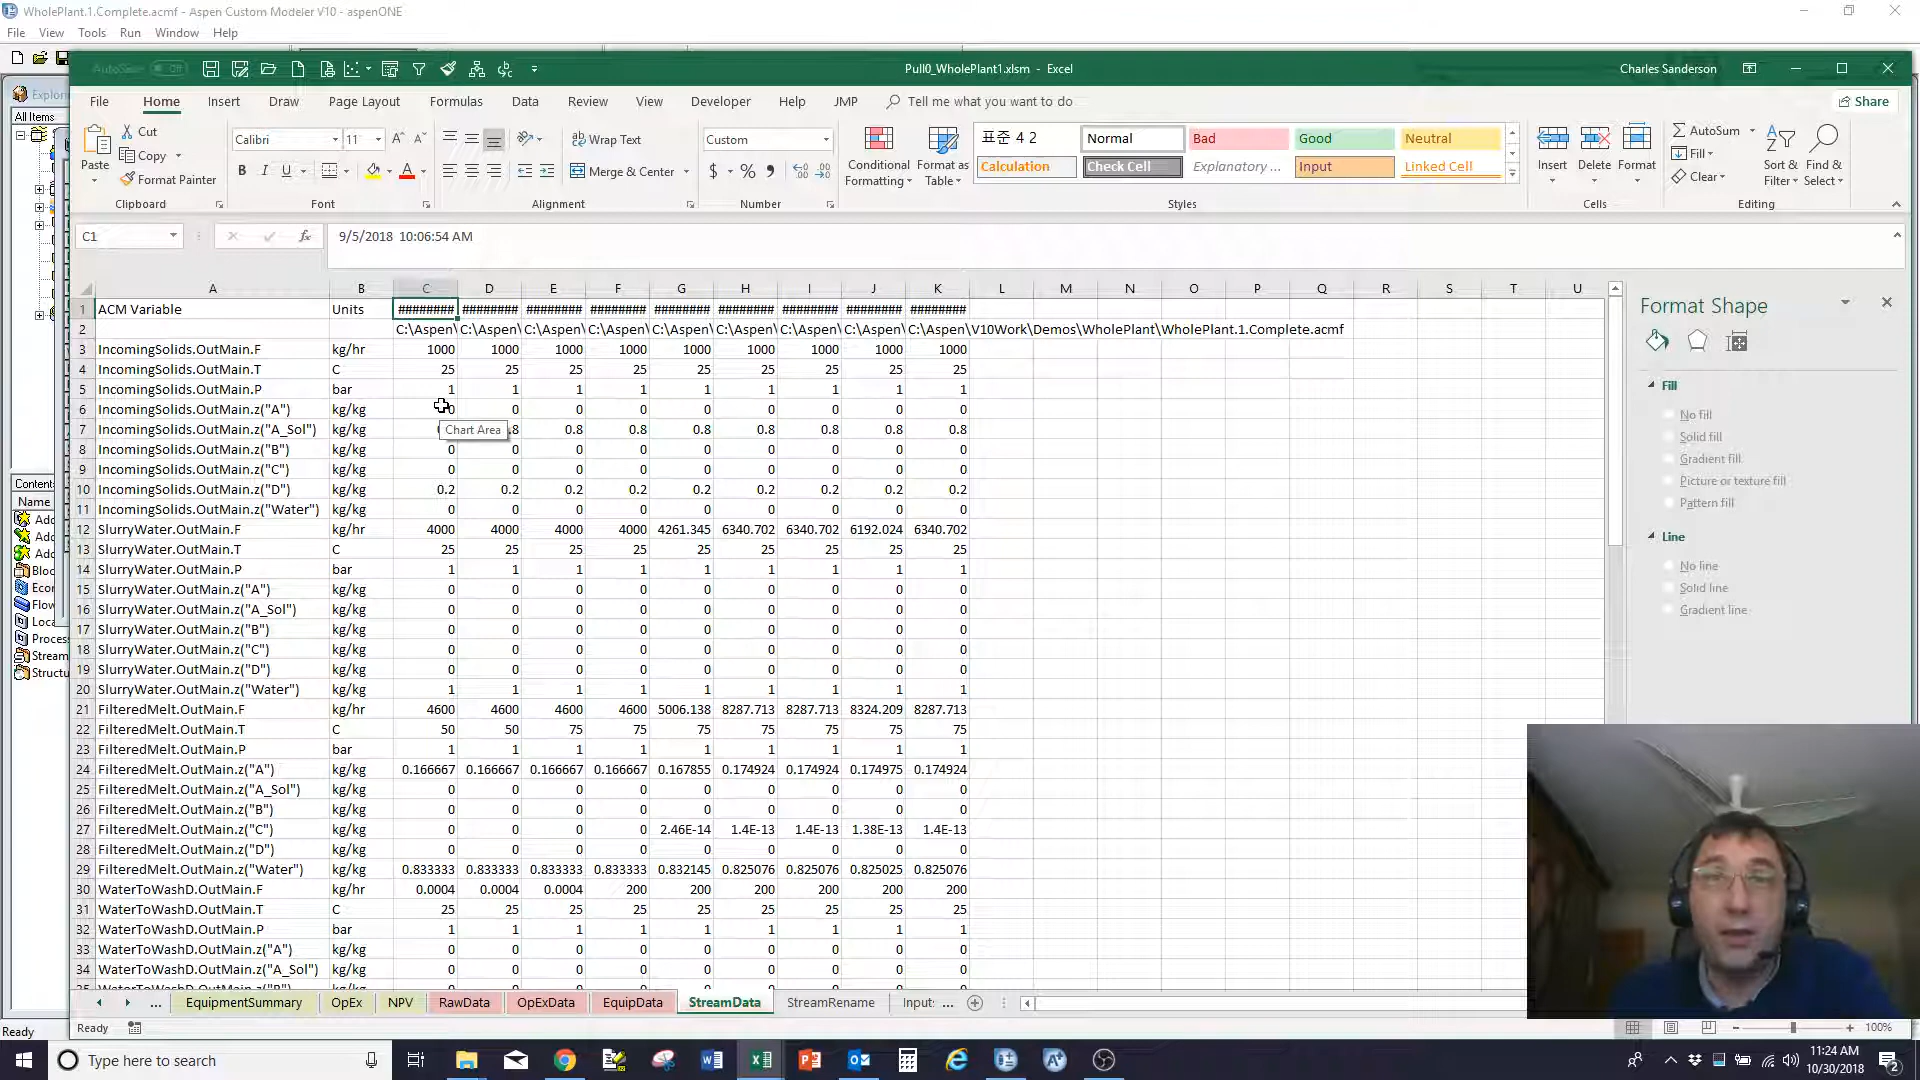 WholePlant.1.Complete.acmf - Aspen Custom Modeler V10 - aspenONE
File View Tools Run Window Help
AutoSave Off
Pull0_WholePlant1.xlsm - Excel
Charles Sanderson
File Home Insert Draw Page Layout Formulas Data Review View Developer Help JMP Tell me what you want to do Share
Paste Cut Copy Format Painter Clipboard
Calibri 11 B I U A Font
Wrap Text Merge & Center Alignment
Custom $ % , Number
Conditional Formatting Format as Table
표준 4 2 Normal Bad Good Neutral
Calculation Check Cell Explanatory ... Input Linked Cell
Styles
Insert Delete Format Cells
AutoSum Fill Clear Sort & Filter Find & Select Editing
C1 fx 9/5/2018 10:06:54 AM
All Items
Contents
Name
Process
Stream
A B C D E F G H I J K L M N O P Q R S T U
1 ACM Variable Units ######## ######## ######## ######## ######## ######## ######## ######## ########
2 C:\Aspen\ C:\Aspen\ C:\Aspen\ C:\Aspen\ C:\Aspen\ C:\Aspen\ C:\Aspen\ C:\Aspen\ C:\Aspen\V10Work\Demos\WholePlant\WholePlant.1.Complete.acmf
3 IncomingSolids.OutMain.F kg/hr 1000 1000 1000 1000 1000 1000 1000 1000 1000
4 IncomingSolids.OutMain.T C 25 25 25 25 25 25 25 25 25
5 IncomingSolids.OutMain.P bar 1 1 1 1 1 1 1 1 1
6 IncomingSolids.OutMain.z("A") kg/kg 0 0 0 0 0 0 0 0 0
7 IncomingSolids.OutMain.z("A_Sol") kg/kg 0.8 0.8 0.8 0.8 0.8 0.8 0.8
Chart Area
8 IncomingSolids.OutMain.z("B") kg/kg 0 0 0 0 0 0 0 0 0
9 IncomingSolids.OutMain.z("C") kg/kg 0 0 0 0 0 0 0 0 0
10 IncomingSolids.OutMain.z("D") kg/kg 0.2 0.2 0.2 0.2 0.2 0.2 0.2 0.2 0.2
11 IncomingSolids.OutMain.z("Water") kg/kg 0 0 0 0 0 0 0 0 0
12 SlurryWater.OutMain.F kg/hr 4000 4000 4000 4000 4261.345 6340.702 6340.702 6192.024 6340.702
13 SlurryWater.OutMain.T C 25 25 25 25 25 25 25 25 25
14 SlurryWater.OutMain.P bar 1 1 1 1 1 1 1 1 1
15 SlurryWater.OutMain.z("A") kg/kg 0 0 0 0 0 0 0 0 0
16 SlurryWater.OutMain.z("A_Sol") kg/kg 0 0 0 0 0 0 0 0 0
17 SlurryWater.OutMain.z("B") kg/kg 0 0 0 0 0 0 0 0 0
18 SlurryWater.OutMain.z("C") kg/kg 0 0 0 0 0 0 0 0 0
19 SlurryWater.OutMain.z("D") kg/kg 0 0 0 0 0 0 0 0 0
20 SlurryWater.OutMain.z("Water") kg/kg 1 1 1 1 1 1 1 1 1
21 FilteredMelt.OutMain.F kg/hr 4600 4600 4600 4600 5006.138 8287.713 8287.713 8324.209 8287.713
22 FilteredMelt.OutMain.T C 50 50 75 75 75 75 75 75 75
23 FilteredMelt.OutMain.P bar 1 1 1 1 1 1 1 1 1
24 FilteredMelt.OutMain.z("A") kg/kg 0.166667 0.166667 0.166667 0.166667 0.167855 0.174924 0.174924 0.174975 0.174924
25 FilteredMelt.OutMain.z("A_Sol") kg/kg 0 0 0 0 0 0 0 0 0
26 FilteredMelt.OutMain.z("B") kg/kg 0 0 0 0 0 0 0 0 0
27 FilteredMelt.OutMain.z("C") kg/kg 0 0 0 0 2.46E-14 1.4E-13 1.4E-13 1.38E-13 1.4E-13
28 FilteredMelt.OutMain.z("D") kg/kg 0 0 0 0 0 0 0 0 0
29 FilteredMelt.OutMain.z("Water") kg/kg 0.833333 0.833333 0.833333 0.833333 0.832145 0.825076 0.825076 0.825025 0.825076
30 WaterToWashD.OutMain.F kg/hr 0.0004 0.0004 0.0004 200 200 200 200 200 200
31 WaterToWashD.OutMain.T C 25 25 25 25 25 25 25 25 25
32 WaterToWashD.OutMain.P bar 1 1 1 1 1 1 1 1 1
33 WaterToWashD.OutMain.z("A") kg/kg 0 0 0 0 0 0 0 0 0
34 WaterToWashD.OutMain.z("A_Sol") kg/kg 0 0 0 0 0 0 0 0 0
Format Shape
Fill
No fill
Solid fill
Gradient fill
Picture or texture fill
Pattern fill
Line
No line
Solid line
Gradient line
... EquipmentSummary OpEx NPV RawData OpExData EquipData StreamData StreamRename Input: ...
Ready 100%
Ready
Type here to search
11:24 AM
10/30/2018
2